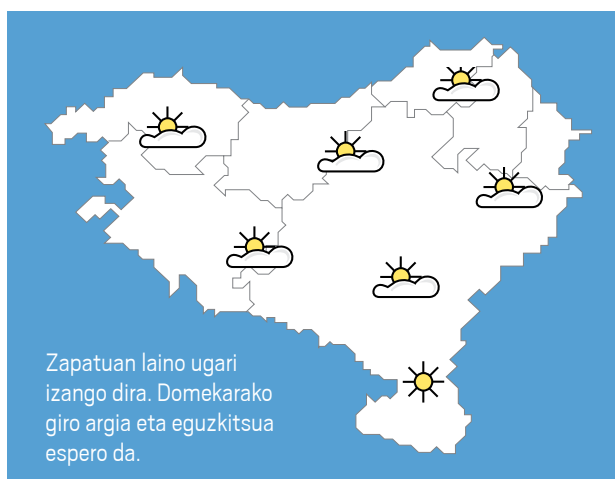 Zapatuan laino ugari
izango dira. Domekarako
giro argia eta eguzkitsua
espero da.